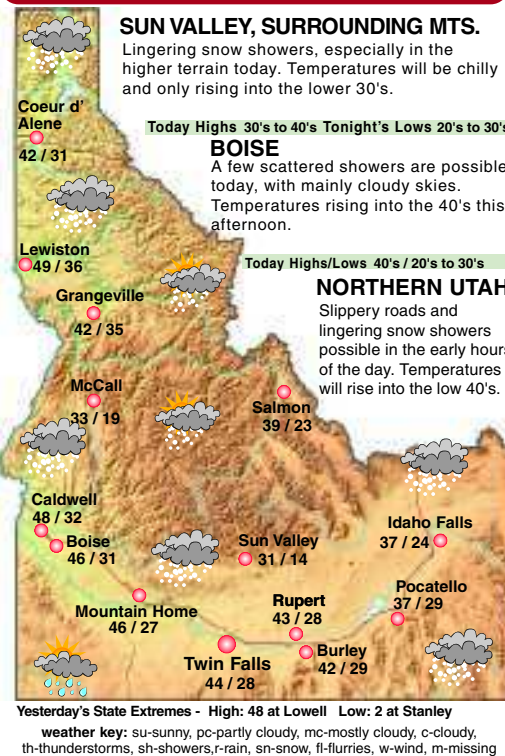 SUN VALLEY, SURROUNDING MTS.
Lingering snow showers, especially in the
higher terrain today. Temperatures will be chilly
and only rising into the lower 30's.
Today Highs 30's to 40's Tonight's Lows 20's to 30's
BOISE
A few scattered showers are possible
today, with mainly cloudy skies.
Temperatures rising into the 40's this
afternoon.
Today Highs/Lows 40's / 20's to 30's
NORTHERN UTAH
Slippery roads and
lingering snow showers
possible in the early hours
of the day. Temperatures
will rise into the low 40's.
Coeur d'
Alene
42 / 31
Lewiston
49 / 36
Grangeville
42 / 35
McCall
33 / 19
Salmon
39 / 23
Caldwell
48 / 32
Boise
46 / 31
Sun Valley
31 / 14
Idaho Falls
37 / 24
Mountain Home
46 / 27
Rupert
43 / 28
Pocatello
37 / 29
Twin Falls
44 / 28
Burley
42 / 29
Yesterday's State Extremes - High: 48 at Lowell Low: 2 at Stanley
weather key: su-sunny, pc-partly cloudy, mc-mostly cloudy, c-cloudy,
th-thunderstorms, sh-showers,r-rain, sn-snow, fl-flurries, w-wind, m-missing